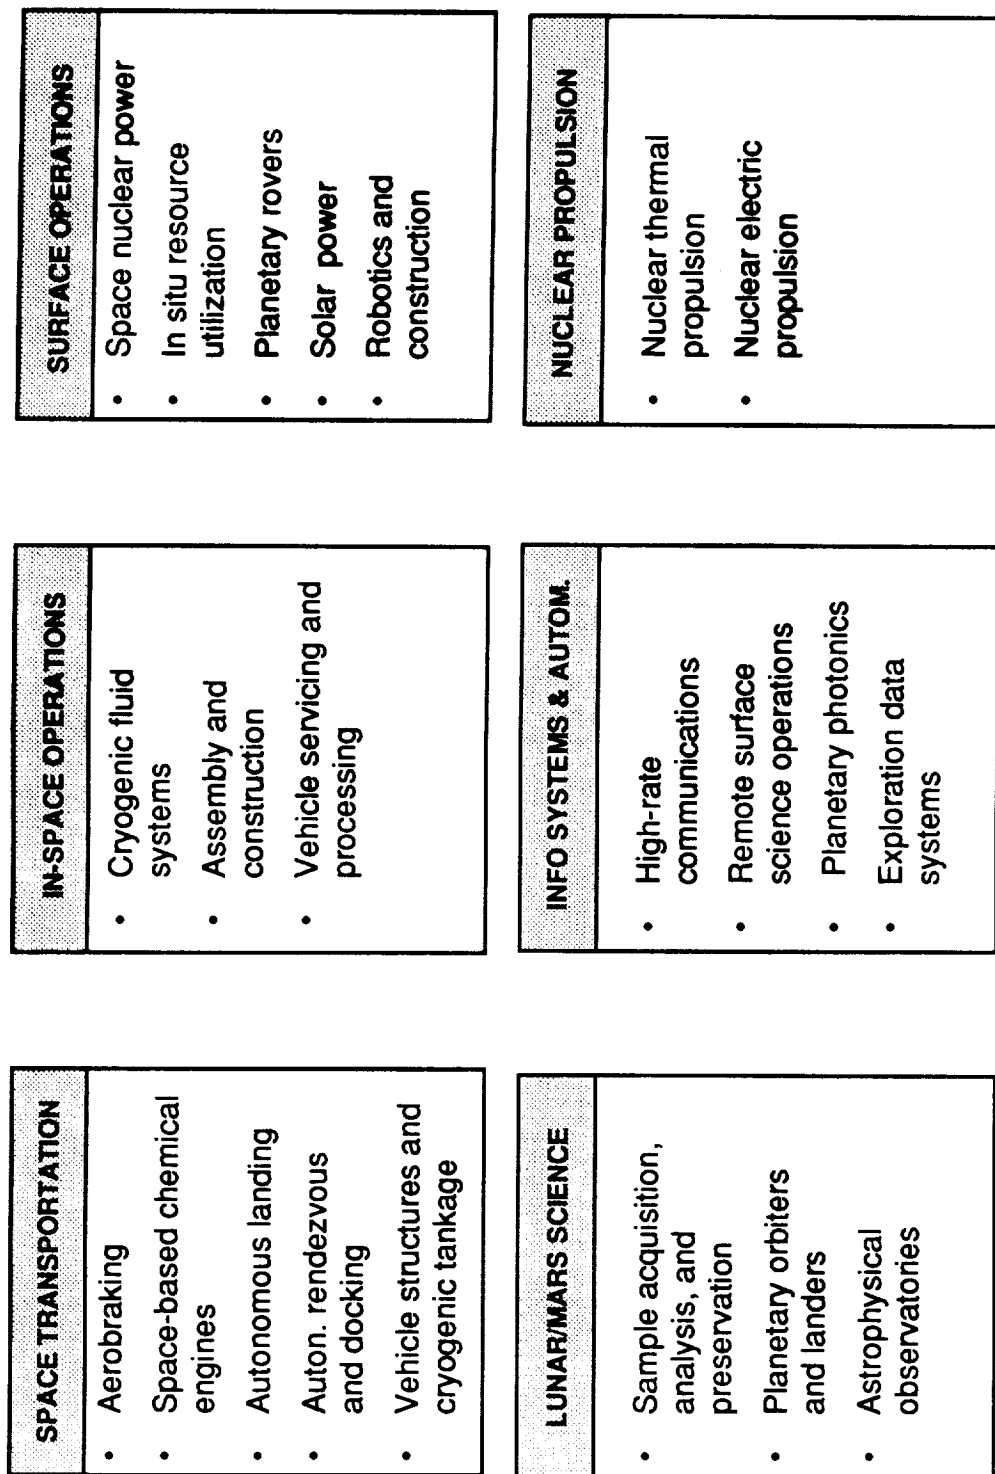 SPACE TRANSPORTATION
• Aerobraking
• Space-based chemical
engines
• Autonomous landing
• Auton. rendezvous
and docking
• Vehicle structures and
cryogenic tankage
IN-SPACE OPERATIONS
• Cryogenic fluid
systems
• Assembly and
construction
• Vehicle servicing and
processing
SURFACE OPERATIONS
• Space nuclear power
• In situ resource
utilization
• Planetary rovers
• Solar power
• Robotics and
construction
LUNAR/MARS SCIENCE
• Sample acquisition,
analysis, and
preservation
• Planetary orbiters
and landers
• Astrophysical
observatories
INFO SYSTEMS & AUTOM.
• High-rate
communications
• Remote surface
science operations
• Planetary photonics
• Exploration data
systems
NUCLEAR PROPULSION
• Nuclear thermal
propulsion
• Nuclear electric
propulsion